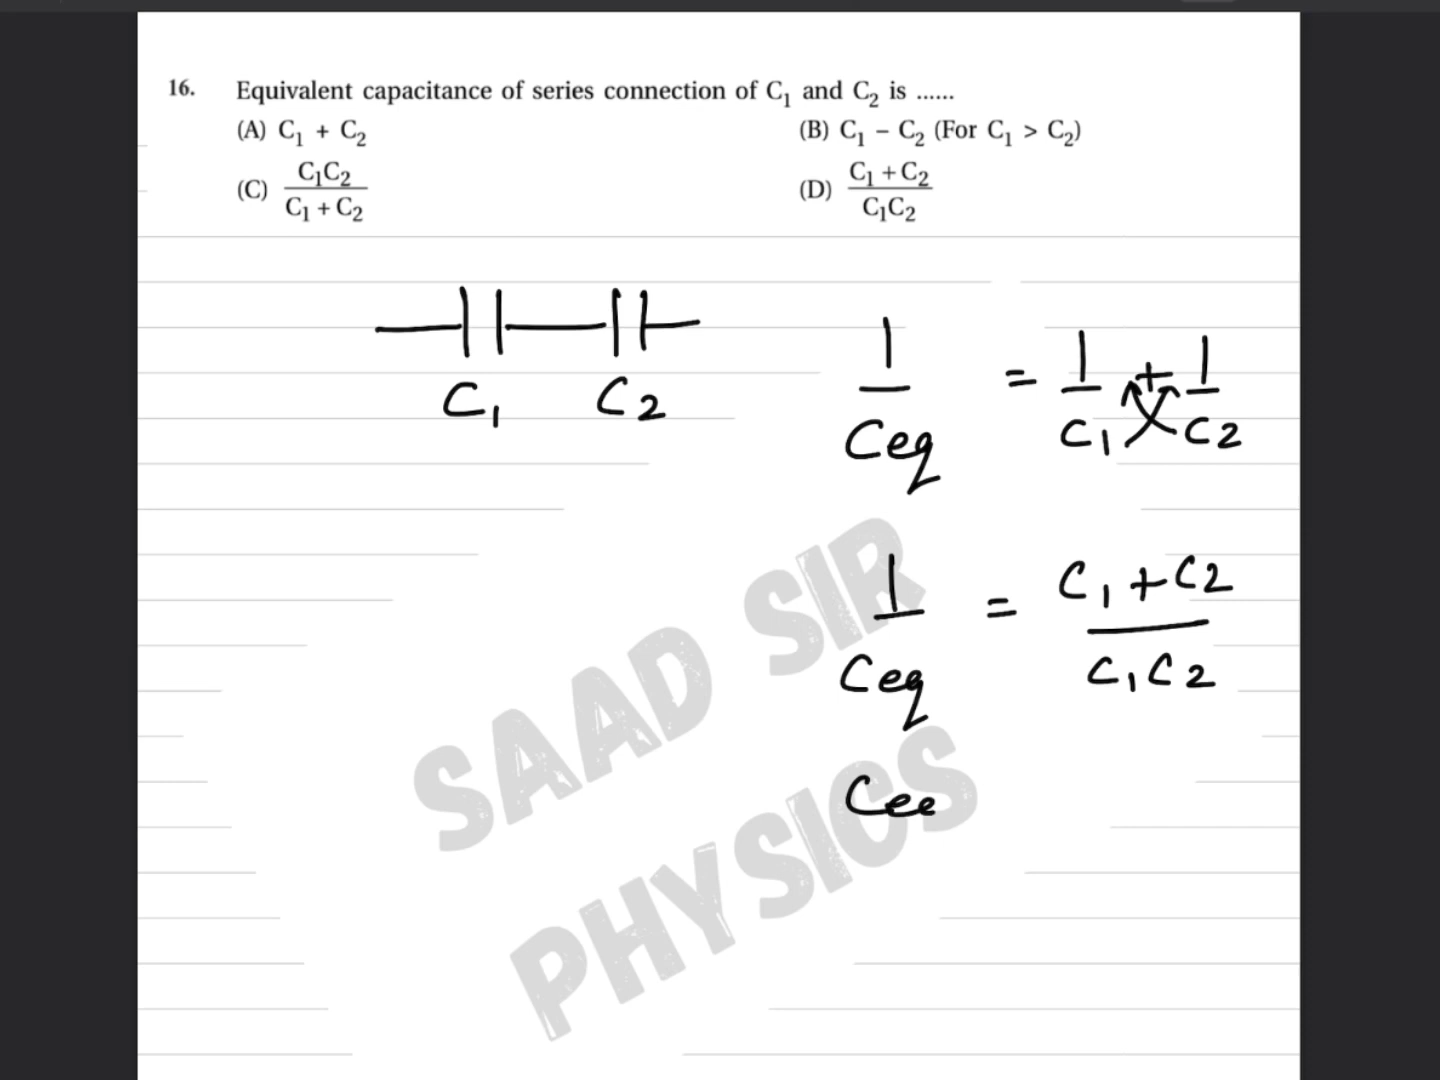 16. Equivalent capacitance of series connection of C₁ and C₂ is ......
(A) C₁ + C₂ (B) C₁ − C₂ (For C₁ > C₂)
(C) C₁C₂ / C₁ + C₂ (D) C₁ + C₂ / C₁C₂
C₁ C₂
1 / Ceq = 1 / C₁ + 1 / C₂
1 / Ceq = C₁ + C₂ / C₁C₂
Cee
SAAD SIR
PHYSICS